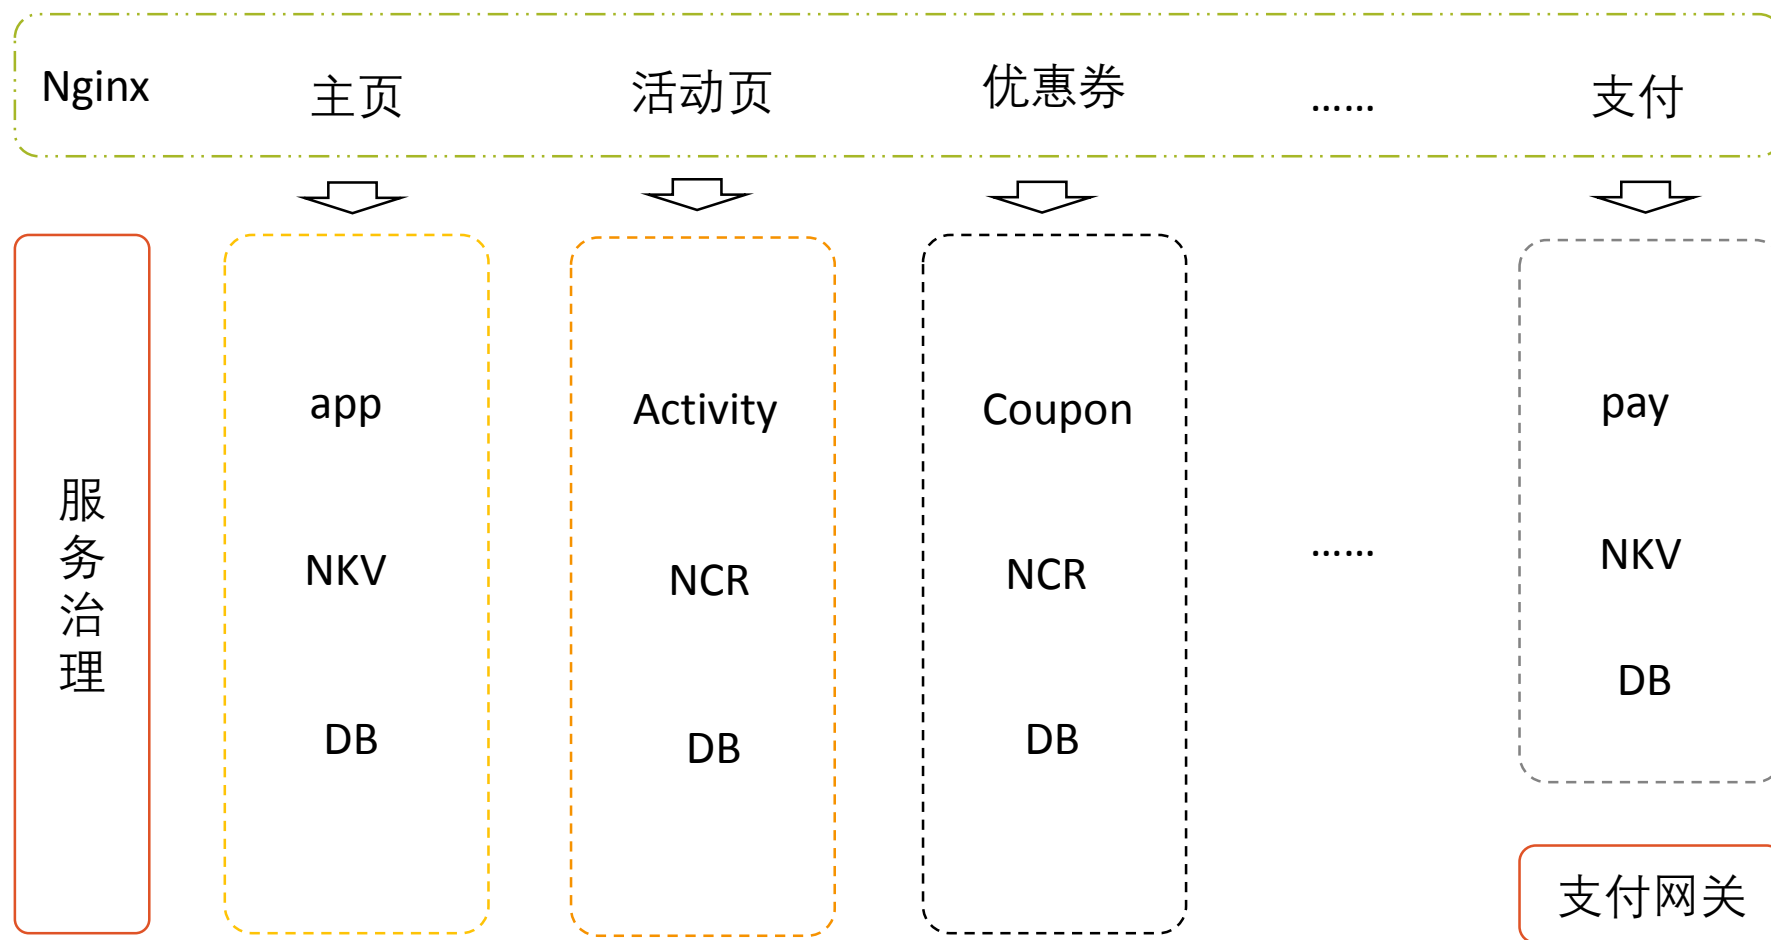 Nginx 主页 活动页 优惠券 ...... 支付
服
务
治
理
app
NKV
DB
Activity
NCR
DB
Coupon
NCR
DB
......
pay
NKV
DB
支付网关